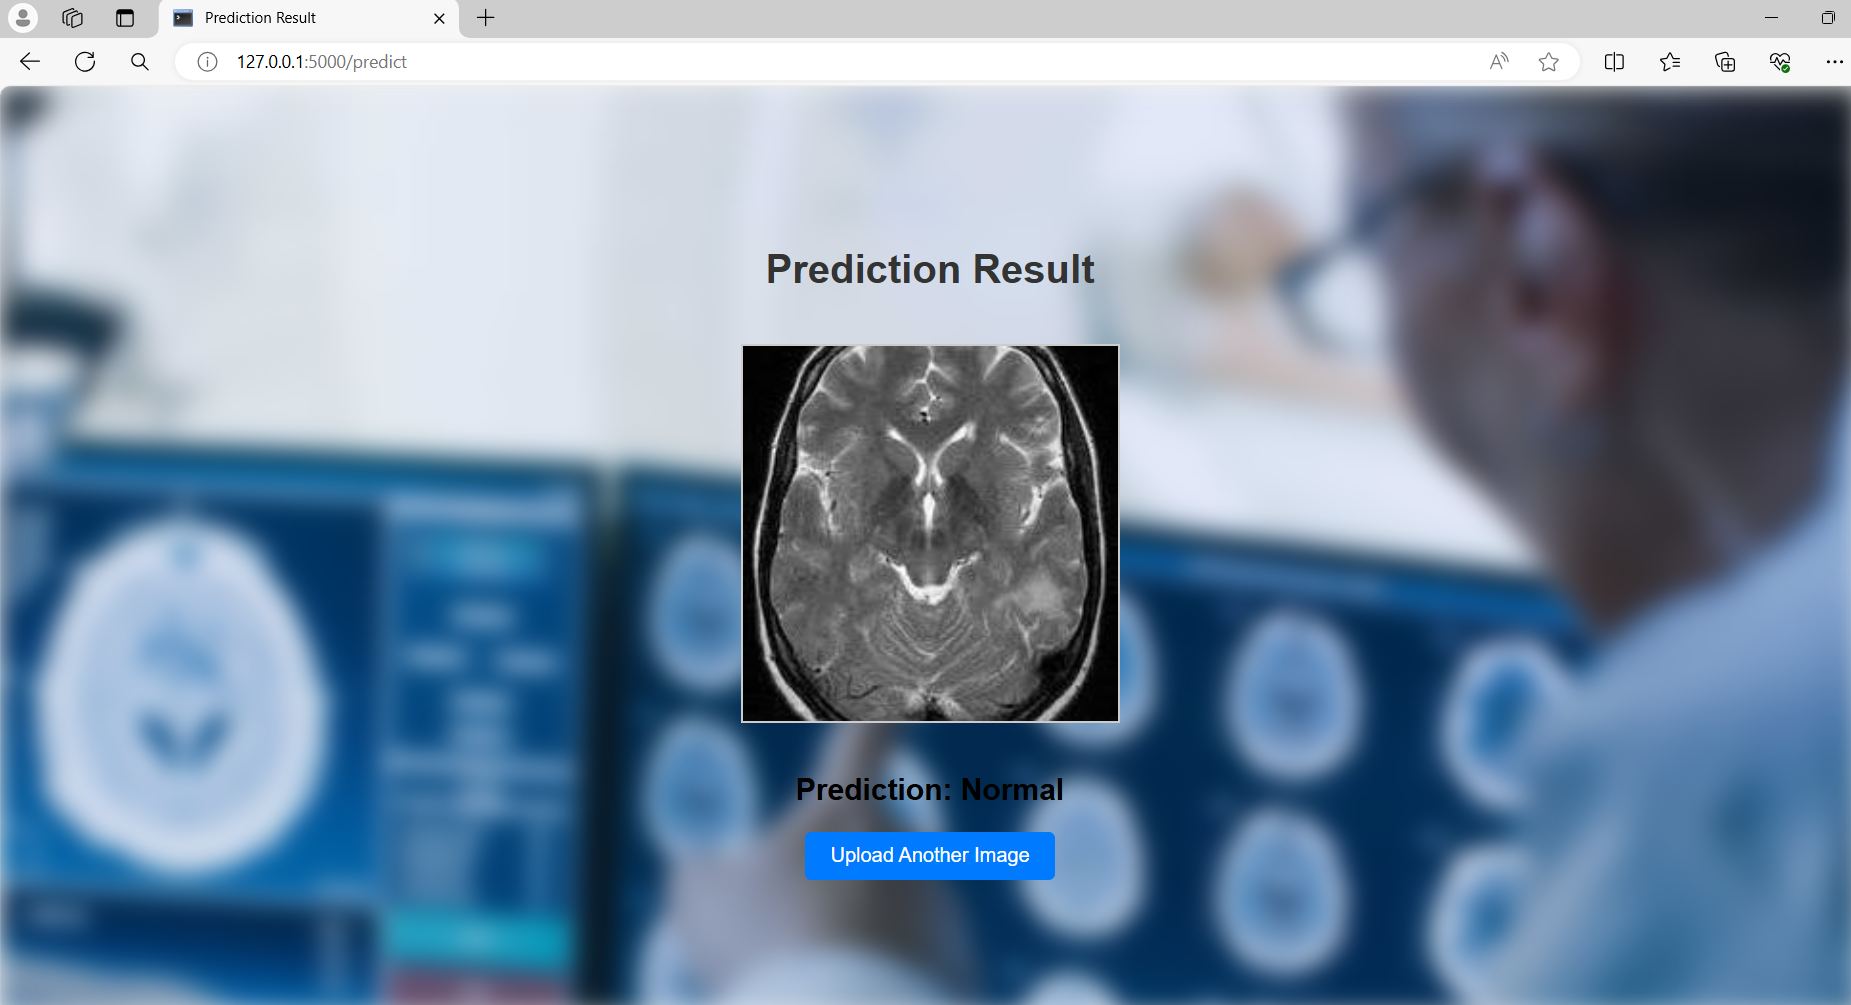 Prediction Result
127.0.0.1:5000/predict
Prediction Result
Prediction: Normal
Upload Another Image